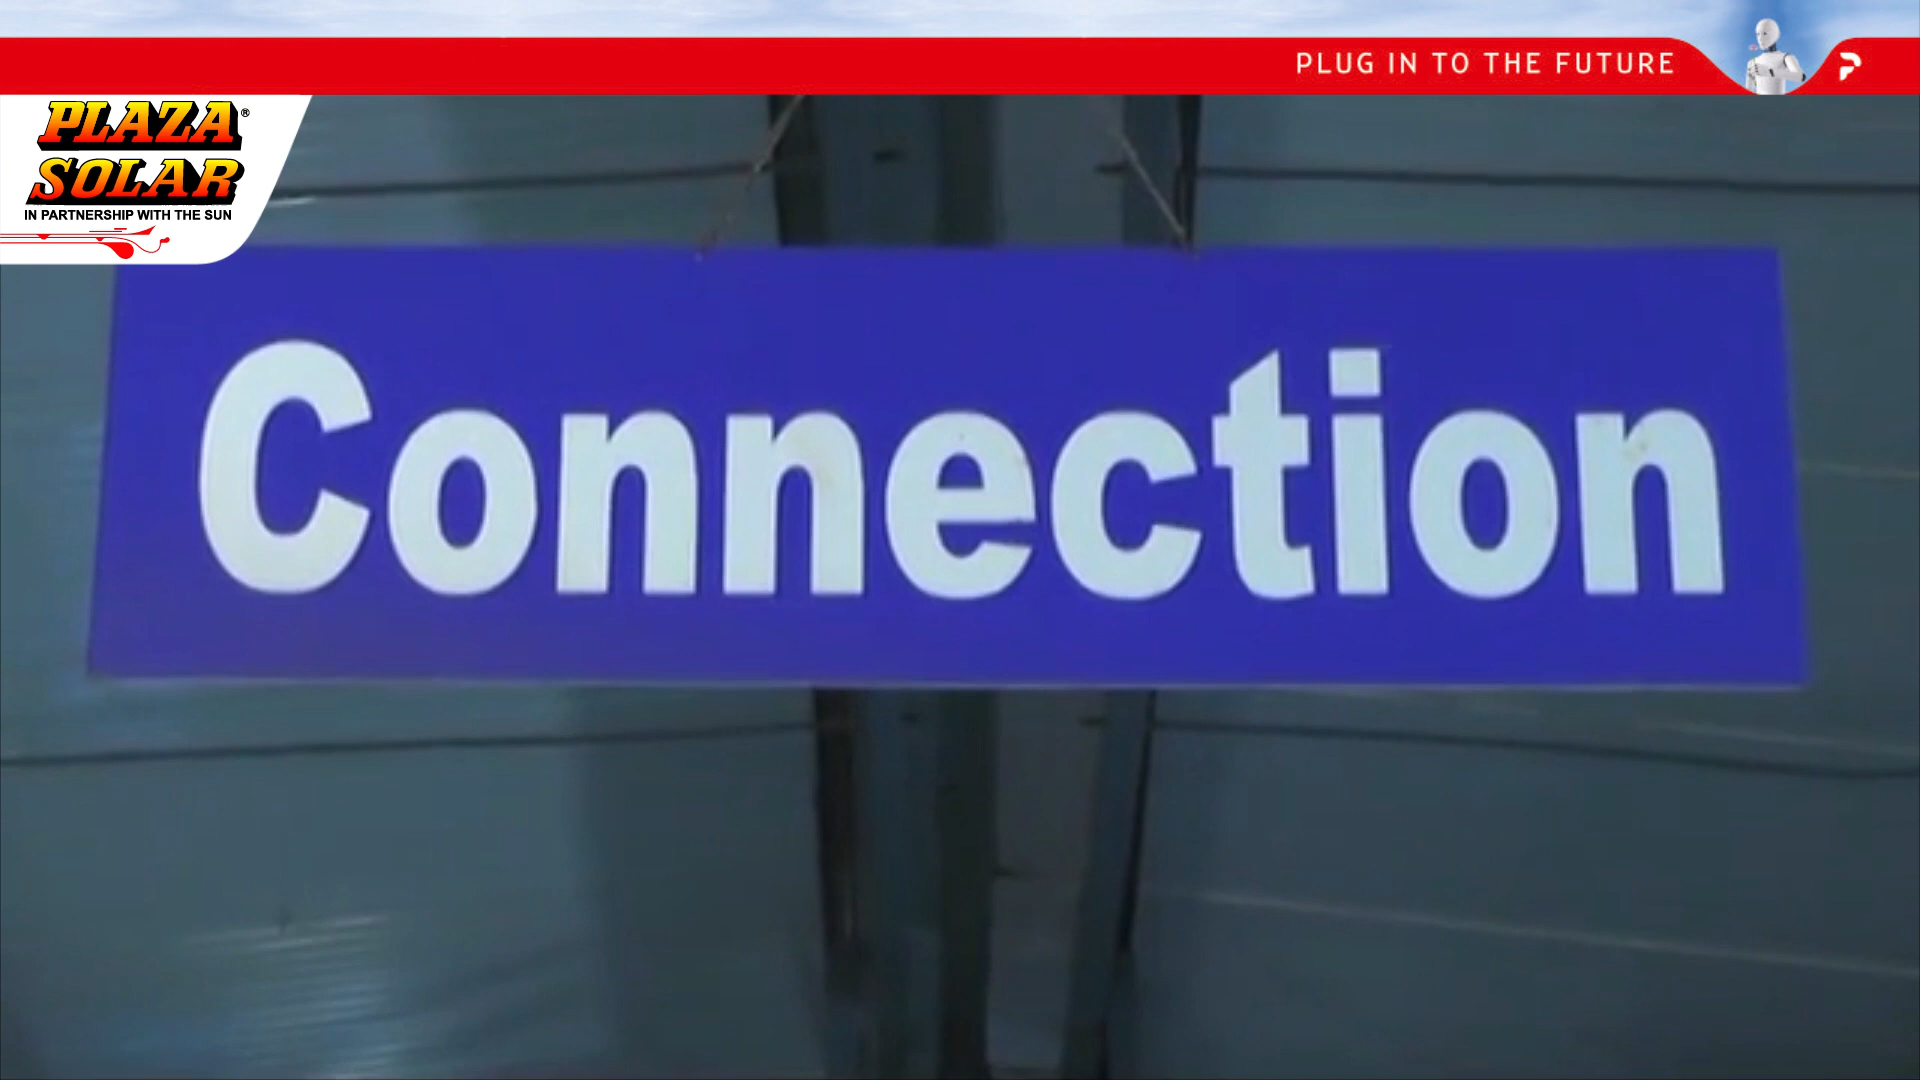 PLUG IN TO THE FUTURE
PLAZA®
SOLAR
IN PARTNERSHIP WITH THE SUN
Connection